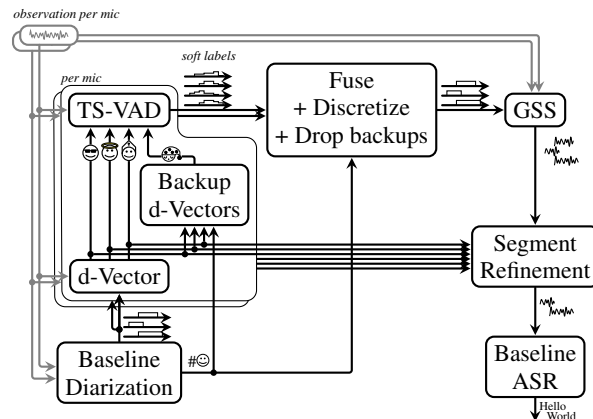 observation per mic
soft labels
per mic
TS-VAD
Fuse
+ Discretize
+ Drop backups
GSS
Backup
d-Vectors
Segment
Refinement
d-Vector
Baseline
Diarization
#☺
Baseline
ASR
Hello
World